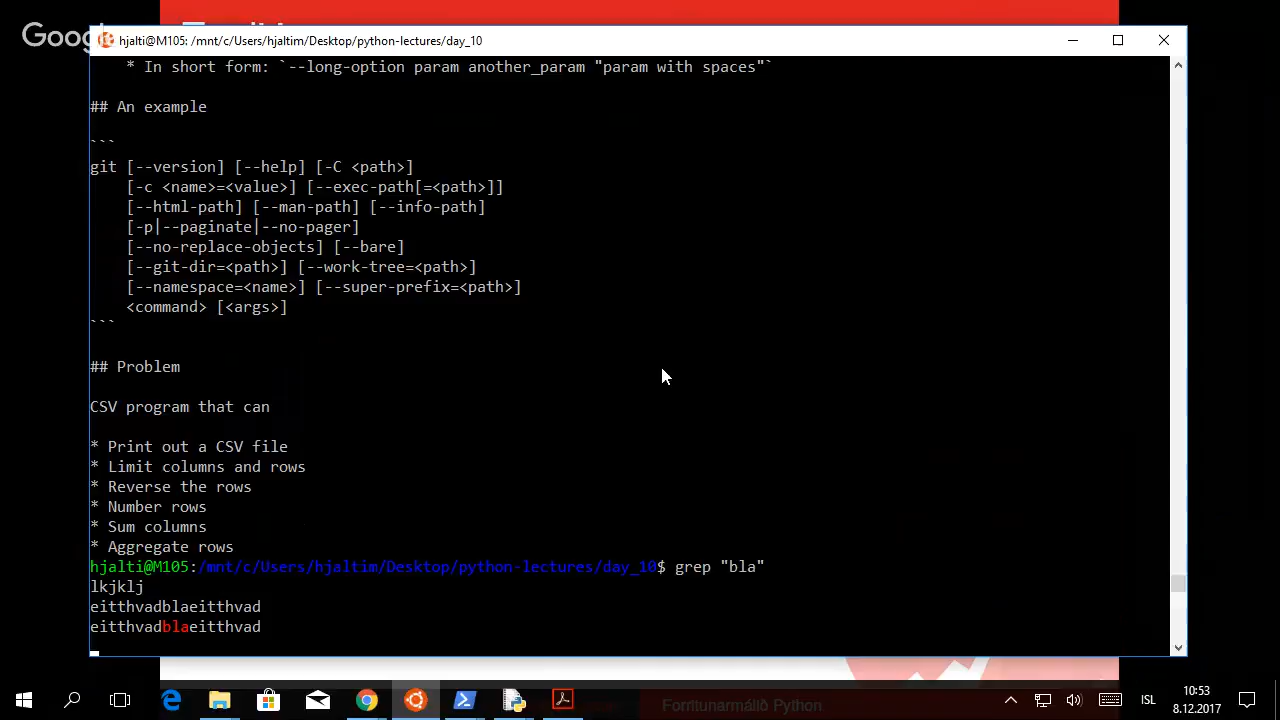 Google
hjalti@M105: /mnt/c/Users/hjaltim/Desktop/python-lectures/day_10
* In short form: `--long-option param another_param "param with spaces"`
## An example
```
git [--version] [--help] [-C <path>]
[-c <name>=<value>] [--exec-path[=<path>]]
[--html-path] [--man-path] [--info-path]
[-p|--paginate|--no-pager]
[--no-replace-objects] [--bare]
[--git-dir=<path>] [--work-tree=<path>]
[--namespace=<name>] [--super-prefix=<path>]
<command> [<args>]
```
## Problem
CSV program that can
* Print out a CSV file
* Limit columns and rows
* Reverse the rows
* Number rows
* Sum columns
* Aggregate rows
hjalti@M105:/mnt/c/Users/hjaltim/Desktop/python-lectures/day_10$ grep "bla"
lkjklj
eitthvadblaeitthvad
eitthvadblaeitthvad
Forritunarmálið Python
ÍSL
10:53
8.12.2017